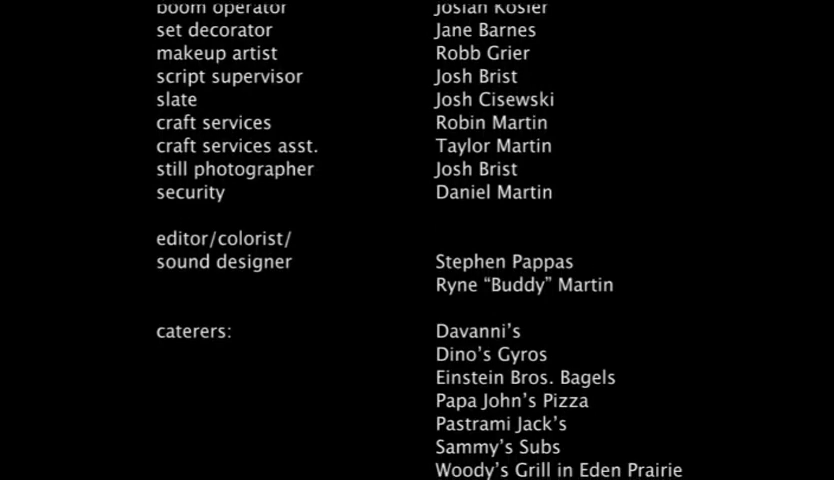 boom operator Josiah Kosier
set decorator Jane Barnes
makeup artist Robb Grier
script supervisor Josh Brist
slate Josh Cisewski
craft services Robin Martin
craft services asst. Taylor Martin
still photographer Josh Brist
security Daniel Martin
editor/colorist/
sound designer Stephen Pappas
Ryne “Buddy” Martin
caterers: Davanni’s
Dino’s Gyros
Einstein Bros. Bagels
Papa John’s Pizza
Pastrami Jack’s
Sammy’s Subs
Woody’s Grill in Eden Prairie